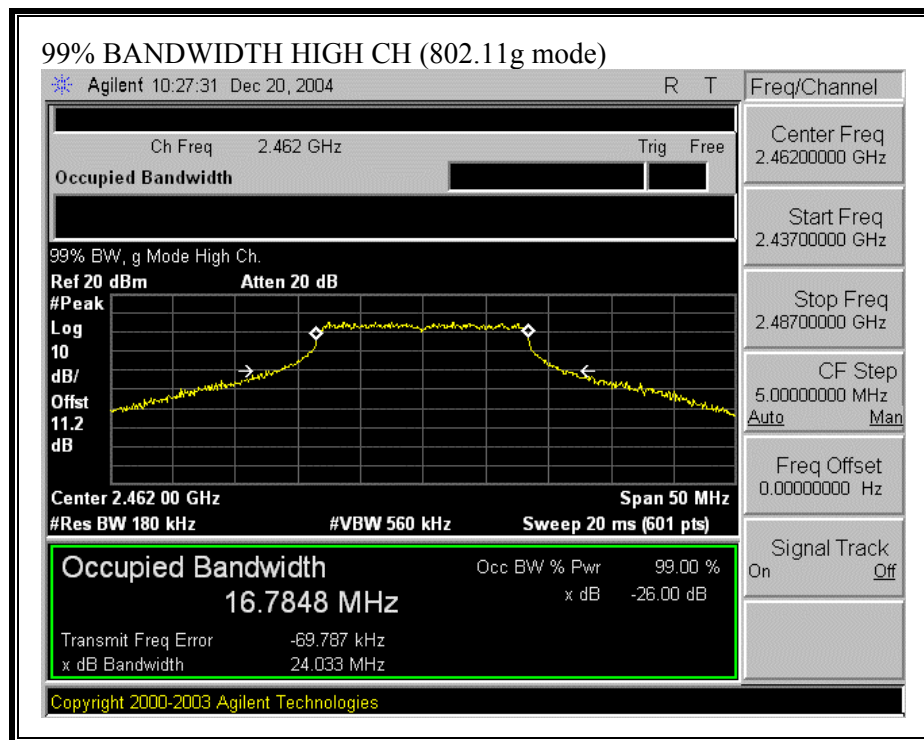 99% BANDWIDTH HIGH CH (802.11g mode)
Agilent 10:27:31 Dec 20, 2004 R T
Freq/Channel
Ch Freq 2.462 GHz Trig Free
Occupied Bandwidth
99% BW, g Mode High Ch.
Ref 20 dBm Atten 20 dB
#Peak
Log
10
dB/
Offst
11.2
dB
Center 2.462 00 GHz Span 50 MHz
#Res BW 180 kHz #VBW 560 kHz Sweep 20 ms (601 pts)
Occupied Bandwidth
16.7848 MHz
Occ BW % Pwr 99.00 %
x dB -26.00 dB
Transmit Freq Error -69.787 kHz
x dB Bandwidth 24.033 MHz
Copyright 2000-2003 Agilent Technologies
Center Freq
2.46200000 GHz
Start Freq
2.43700000 GHz
Stop Freq
2.48700000 GHz
CF Step
5.00000000 MHz
Auto Man
Freq Offset
0.00000000 Hz
Signal Track
On Off